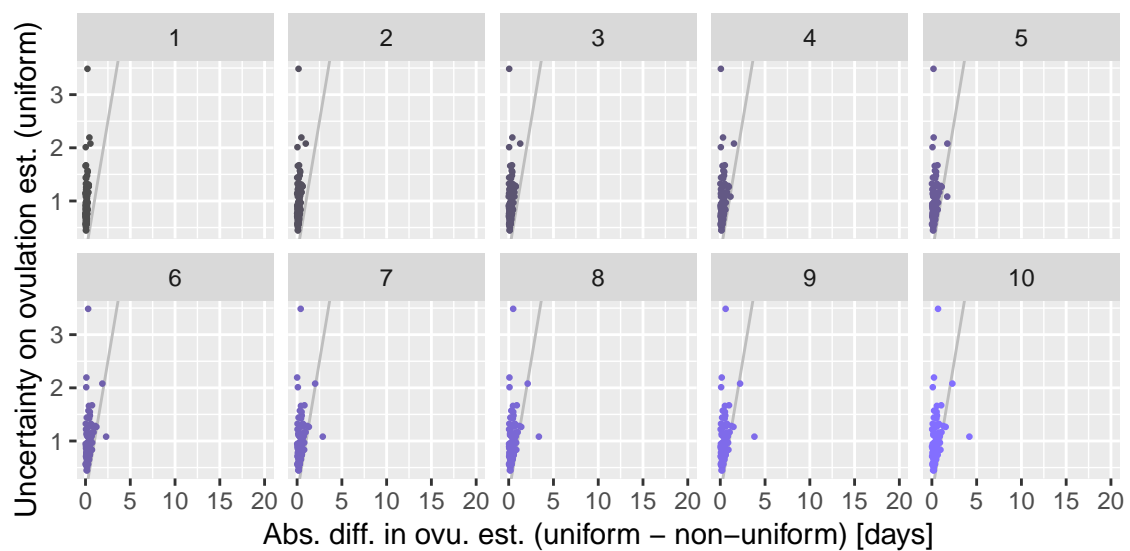 Uncertainty on ovulation est. (uniform)
1 2 3 4 5
3
2
1
6 7 8 9 10
3
2
1
0 5 10 15 20 0 5 10 15 20 0 5 10 15 20 0 5 10 15 20 0 5 10 15 20
Abs. diff. in ovu. est. (uniform − non−uniform) [days]